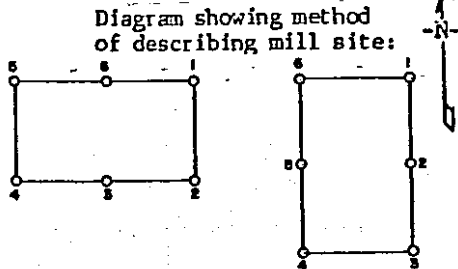 Diagram showing method
of describing mill site:
-N-
5 6 1
4 3 2
6 1
5 2
4 3